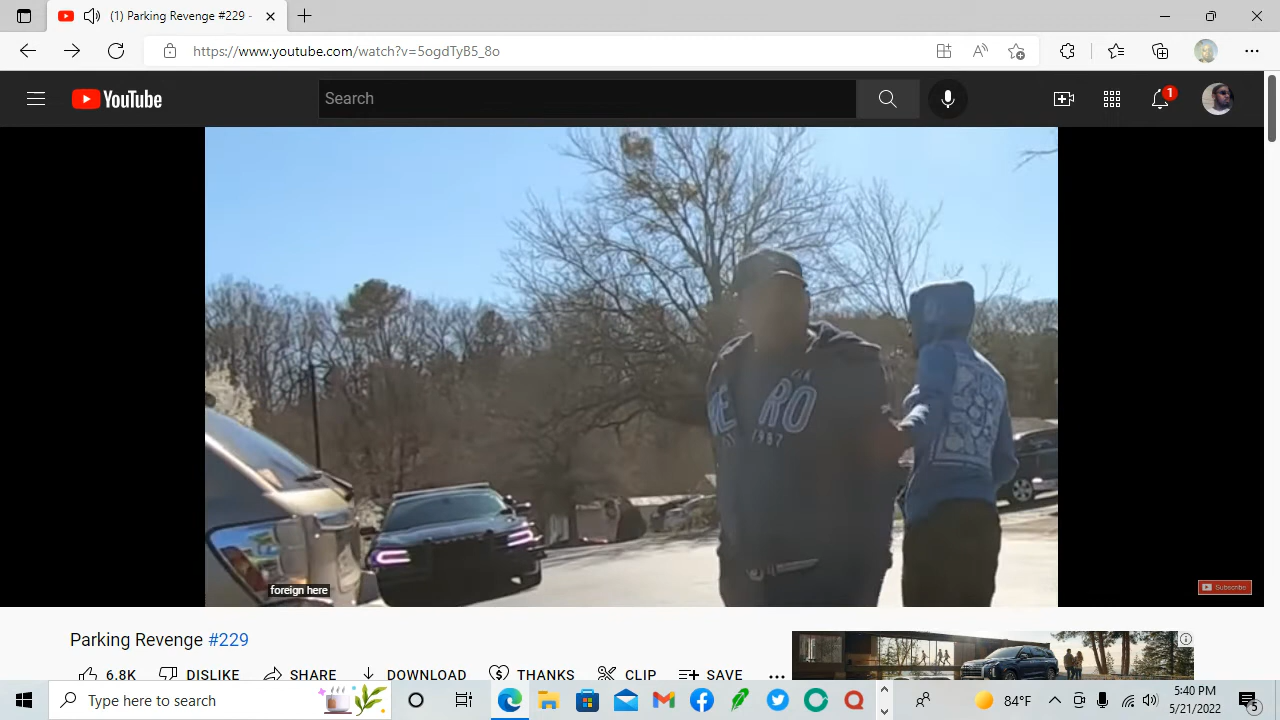 (1) Parking Revenge #229 -
https://www.youtube.com/watch?v=5ogdTyB5_8o
YouTube
Search
1
RO
1987
foreign here
Subscribe
Parking Revenge #229
6.8K DISLIKE SHARE DOWNLOAD THANKS CLIP SAVE
Type here to search
84°F
5:40 PM
5/21/2022
5